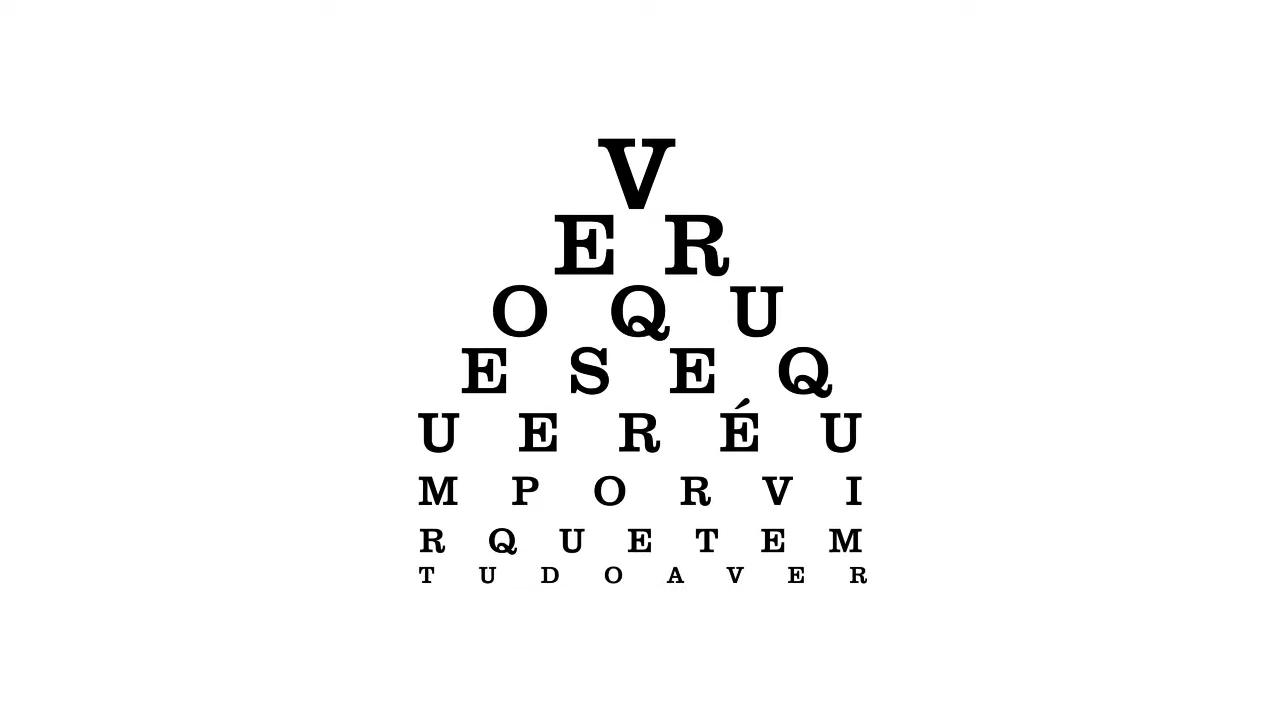 V
E R
O Q U
E S E Q
U E R É U
M P O R V I
R Q U E T E M
T U D O A V E R